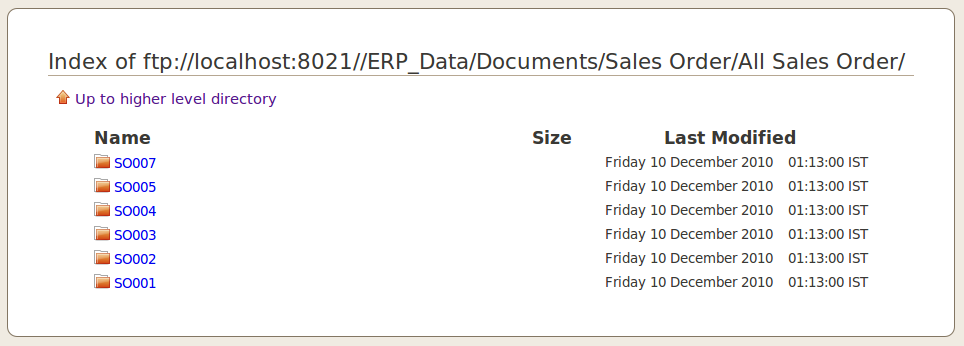 Index of ftp://localhost:8021//ERP_Data/Documents/Sales Order/All Sales Order/
Up to higher level directory
Name Size Last Modified
SO007 Friday 10 December 2010 01:13:00 IST
SO005 Friday 10 December 2010 01:13:00 IST
SO004 Friday 10 December 2010 01:13:00 IST
SO003 Friday 10 December 2010 01:13:00 IST
SO002 Friday 10 December 2010 01:13:00 IST
SO001 Friday 10 December 2010 01:13:00 IST